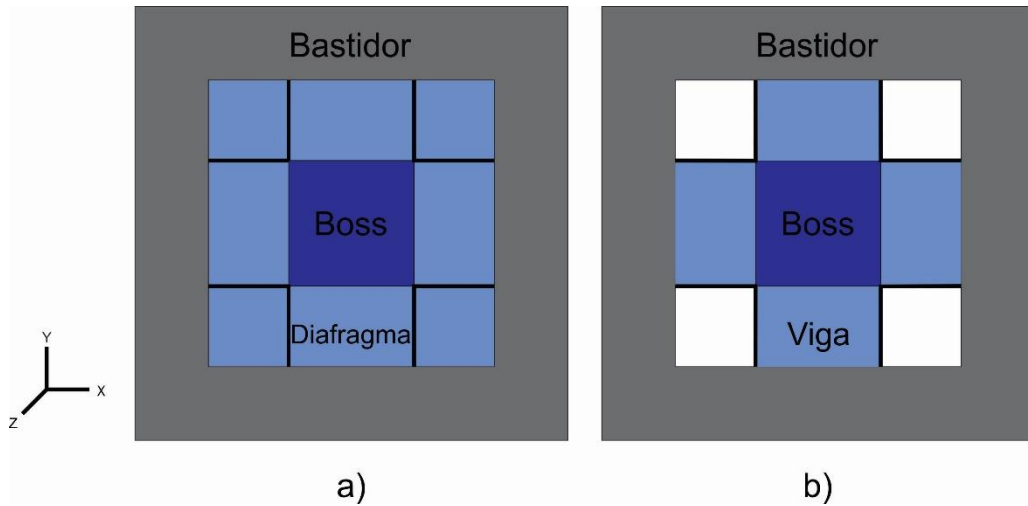 Bastidor
Boss
Diafragma
Y
X
Z
a)
Bastidor
Boss
Viga
b)